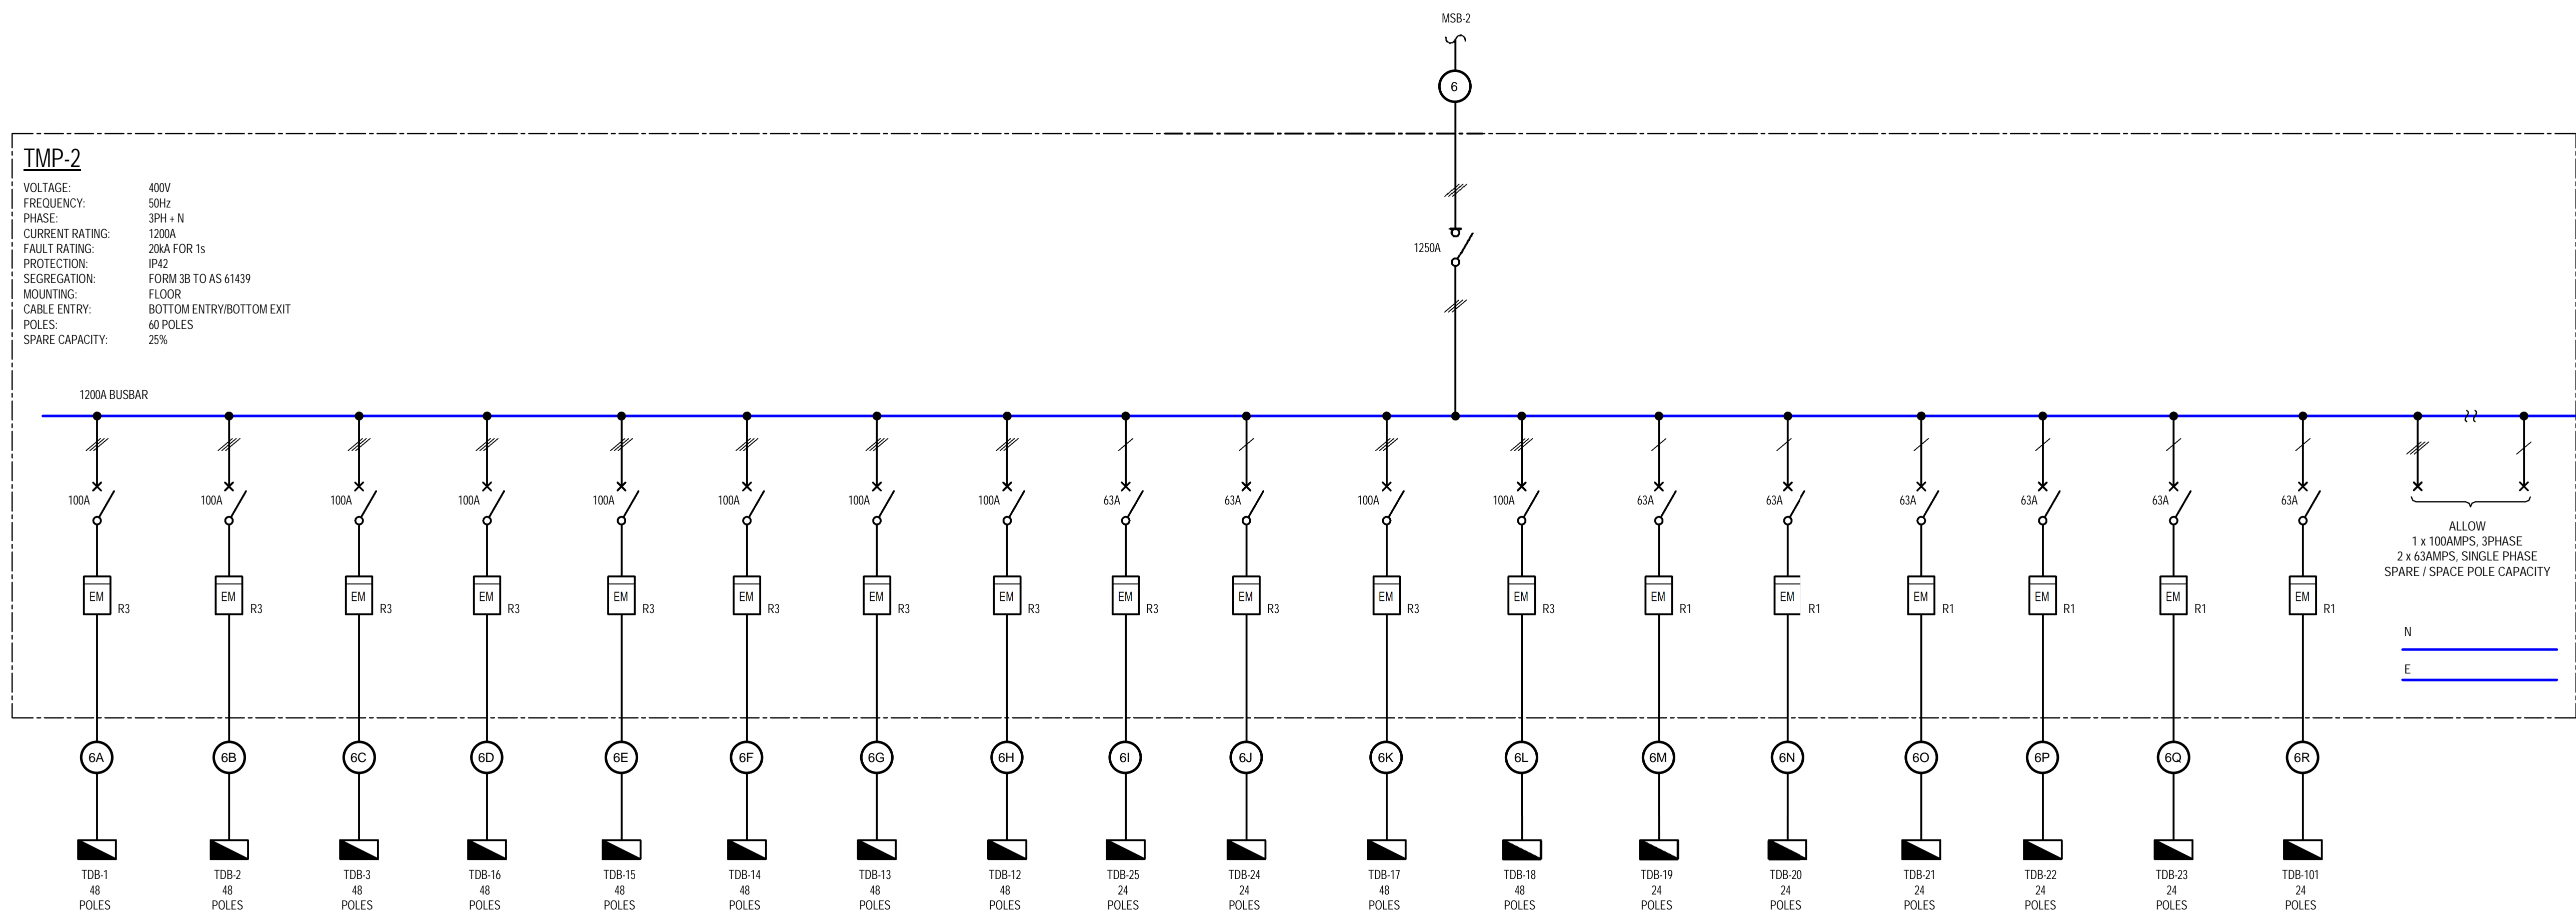 MSB-2
6
TMP-2
VOLTAGE: 400V
FREQUENCY: 50Hz
PHASE: 3PH + N
CURRENT RATING: 1200A
FAULT RATING: 20kA FOR 1s
PROTECTION: IP42
SEGREGATION: FORM 3B TO AS 61439
MOUNTING: FLOOR
CABLE ENTRY: BOTTOM ENTRY/BOTTOM EXIT
POLES: 60 POLES
SPARE CAPACITY: 25%
1250A
1200A BUSBAR
100A 100A 100A 100A 100A 100A 100A 100A 63A 63A 100A 100A 63A 63A 63A 63A 63A 63A
ALLOW
1 x 100AMPS, 3PHASE
2 x 63AMPS, SINGLE PHASE
SPARE / SPACE POLE CAPACITY
EM EM EM EM EM EM EM EM EM EM EM EM EM EM EM EM EM EM
R3 R3 R3 R3 R3 R3 R3 R3 R3 R3 R3 R3 R1 R1 R1 R1 R1 R1
N
E
6A 6B 6C 6D 6E 6F 6G 6H 6I 6J 6K 6L 6M 6N 6O 6P 6Q 6R
TDB-1 TDB-2 TDB-3 TDB-16 TDB-15 TDB-14 TDB-13 TDB-12 TDB-25 TDB-24 TDB-17 TDB-18 TDB-19 TDB-20 TDB-21 TDB-22 TDB-23 TDB-101
48 48 48 48 48 48 48 48 24 24 48 48 24 24 24 24 24 24
POLES POLES POLES POLES POLES POLES POLES POLES POLES POLES POLES POLES POLES POLES POLES POLES POLES POLES